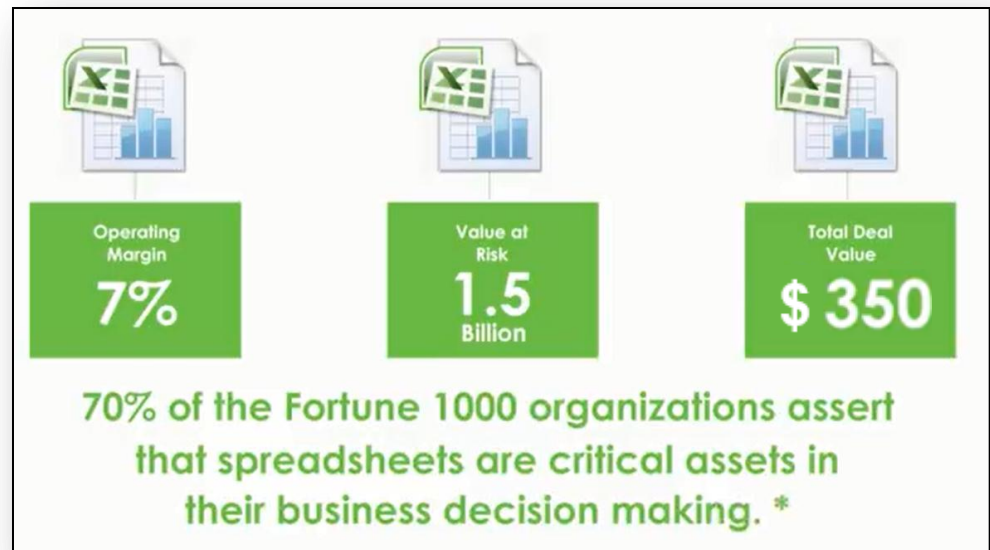 Operating
Margin
7%
Value at
Risk
1.5
Billion
Total Deal
Value
$ 350
70% of the Fortune 1000 organizations assert
that spreadsheets are critical assets in
their business decision making. *